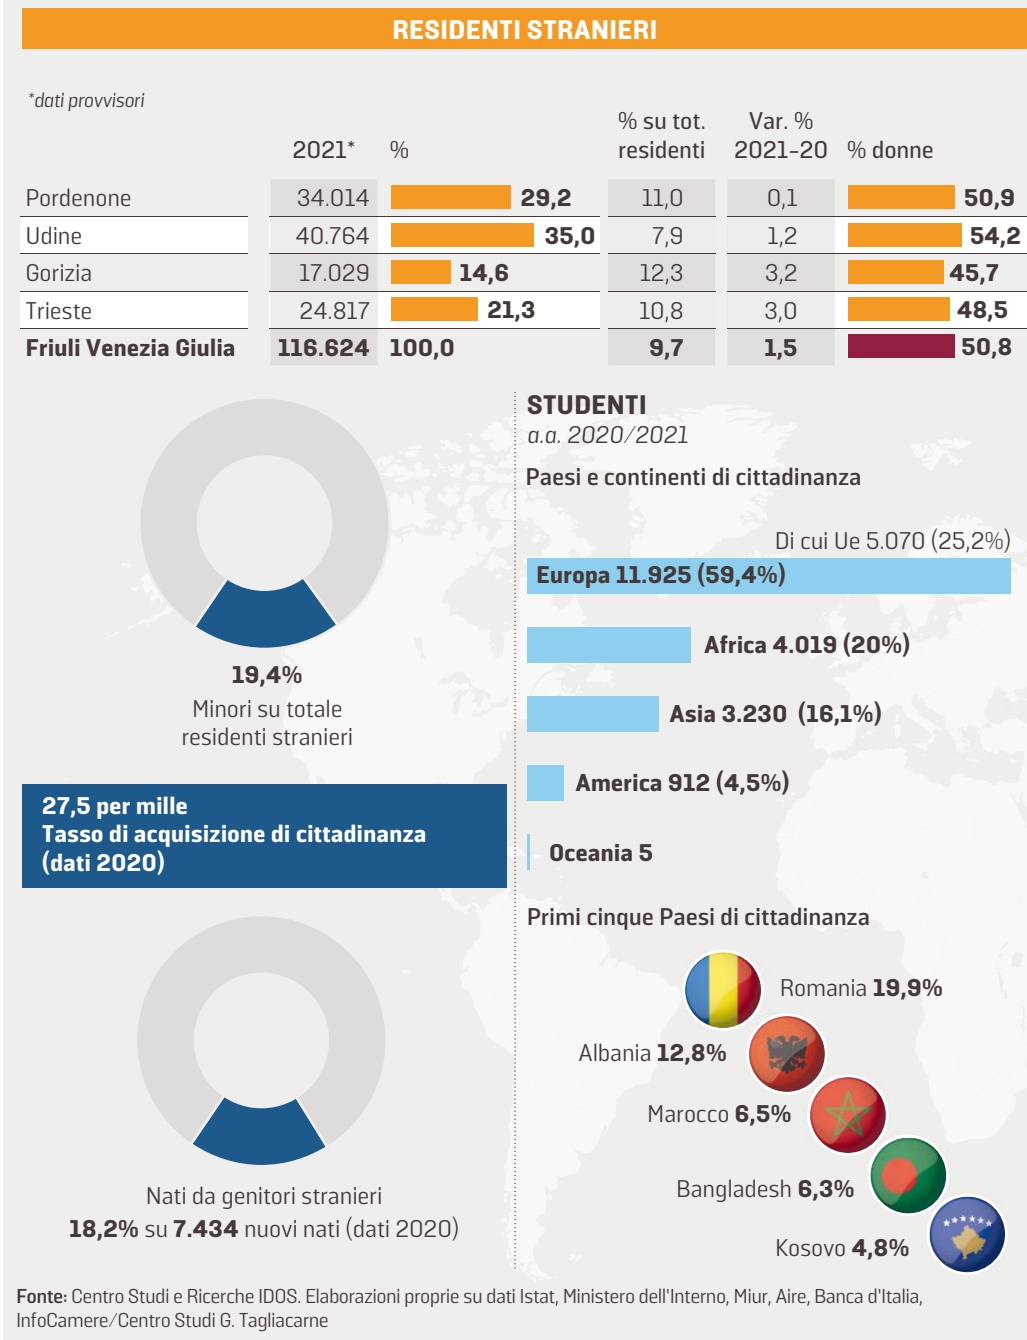 RESIDENTI STRANIERI
*dati provvisori
2021* % % su tot. residenti Var. % 2021-20 % donne
Pordenone 34.014 29,2 11,0 0,1 50,9
Udine 40.764 35,0 7,9 1,2 54,2
Gorizia 17.029 14,6 12,3 3,2 45,7
Trieste 24.817 21,3 10,8 3,0 48,5
Friuli Venezia Giulia 116.624 100,0 9,7 1,5 50,8
19,4%
Minori su totale
residenti stranieri
27,5 per mille
Tasso di acquisizione di cittadinanza
(dati 2020)
Nati da genitori stranieri
18,2% su 7.434 nuovi nati (dati 2020)
STUDENTI
a.a. 2020/2021
Paesi e continenti di cittadinanza
Di cui Ue 5.070 (25,2%)
Europa 11.925 (59,4%)
Africa 4.019 (20%)
Asia 3.230 (16,1%)
America 912 (4,5%)
Oceania 5
Primi cinque Paesi di cittadinanza
Romania 19,9%
Albania 12,8%
Marocco 6,5%
Bangladesh 6,3%
Kosovo 4,8%
Fonte: Centro Studi e Ricerche IDOS. Elaborazioni proprie su dati Istat, Ministero dell'Interno, Miur, Aire, Banca d'Italia,
InfoCamere/Centro Studi G. Tagliacarne